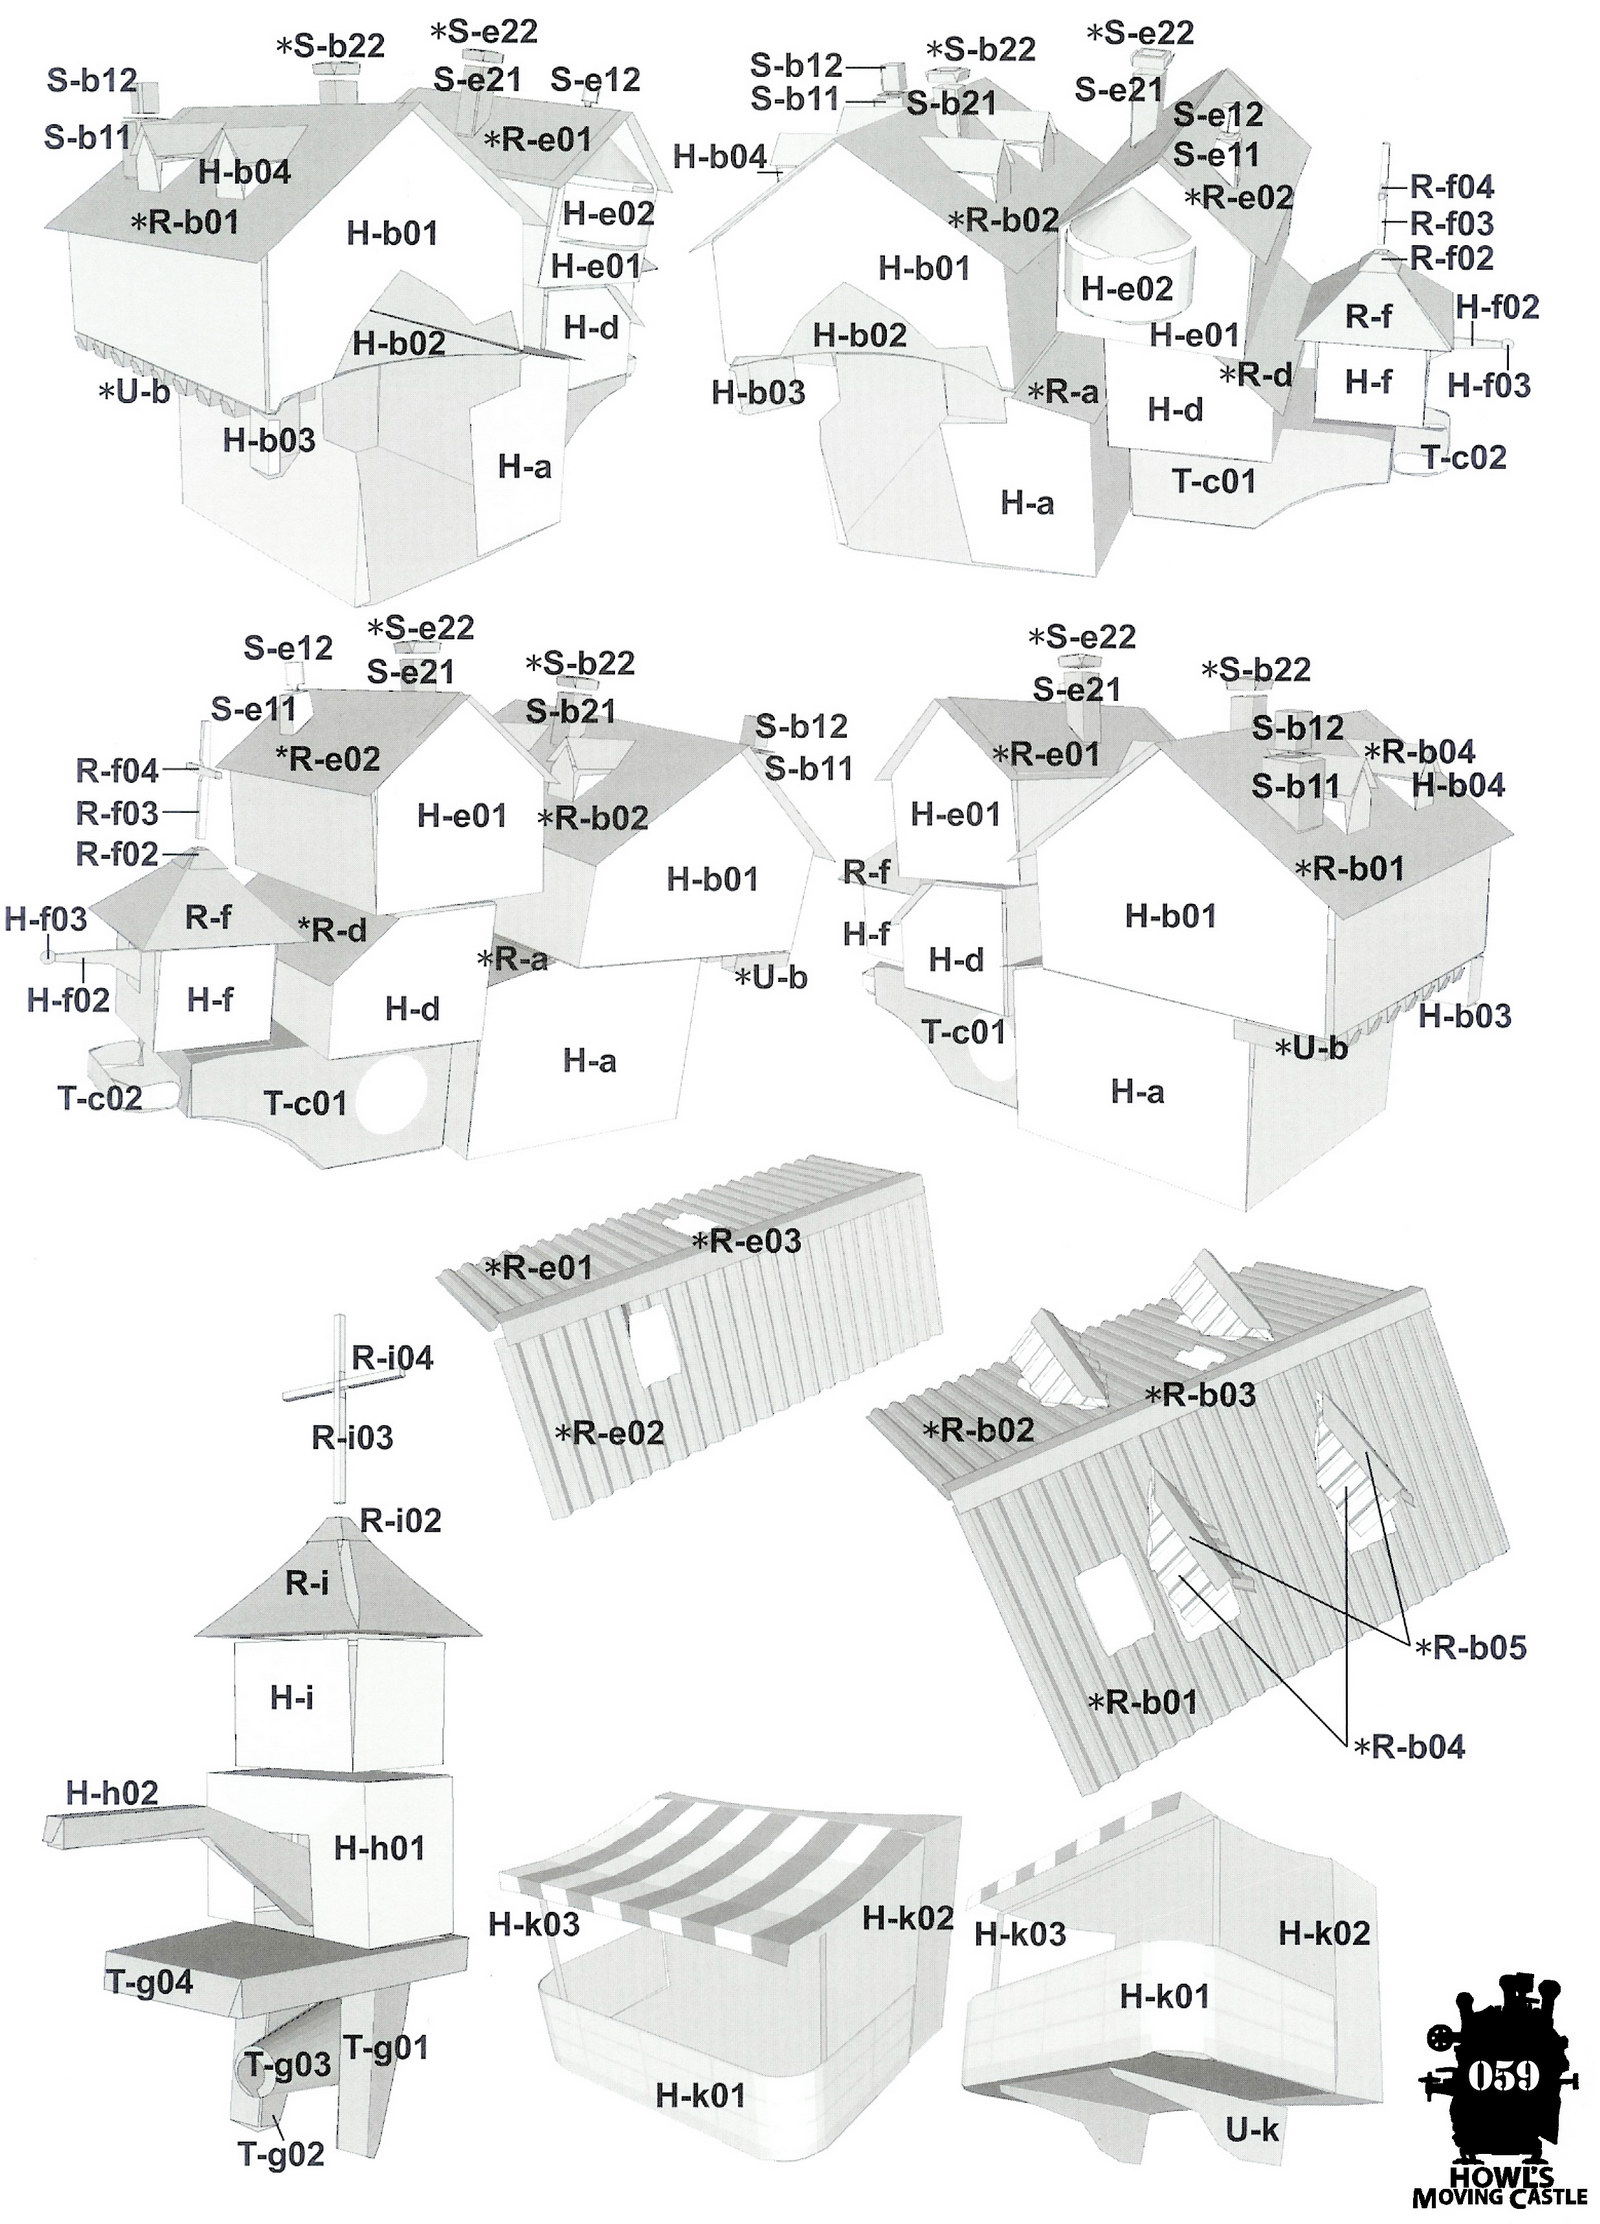 *S-b22
*S-e22
S-b12
S-e21
S-e12
S-b11
*R-e01
H-b04
*R-b01
H-b01
H-e02
H-e01
H-b02
H-d
*U-b
H-b03
H-a
*S-e22
*S-b22
S-b12
S-e21
S-b11
S-b21
S-e12
H-b04
S-e11
R-f04
*R-e02
*R-b02
R-f03
R-f02
H-b01
H-e02
H-f02
R-f
H-b02
H-e01
*R-d
H-f
H-f03
H-b03
*R-a
H-d
T-c02
T-c01
H-a
*S-e22
S-e12
S-e21
*S-b22
S-e11
S-b21
S-b12
*R-e02
R-f04
S-b11
R-f03
H-e01
*R-b02
R-f02
H-b01
H-f03
R-f
*R-d
*R-a
*U-b
H-f02
H-f
H-d
H-a
T-c02
T-c01
*S-e22
*S-b22
S-e21
S-b12
*R-e01
*R-b04
S-b11
H-b04
H-e01
R-f
*R-b01
H-b01
H-f
H-d
T-c01
H-b03
*U-b
H-a
*R-e03
*R-e01
*R-e02
*R-b03
*R-b02
*R-b05
*R-b01
*R-b04
R-i04
R-i03
R-i02
R-i
H-i
H-h02
H-h01
T-g04
T-g01
T-g03
T-g02
H-k03
H-k02
H-k01
H-k03
H-k02
H-k01
U-k
059
HOWL'S
MOVING CASTLE